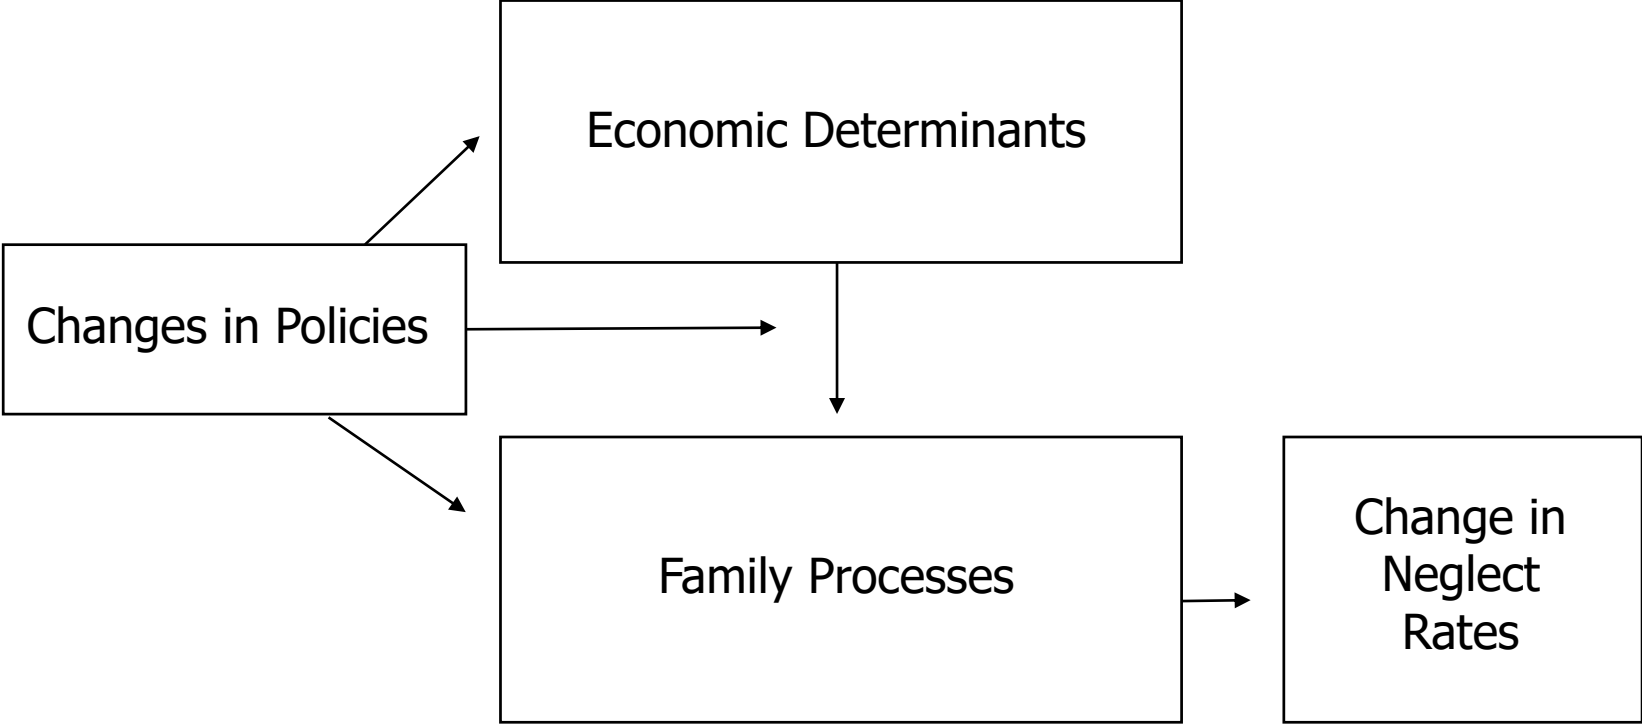 Economic Determinants
Changes in Policies
Family Processes
Change in
Neglect
Rates